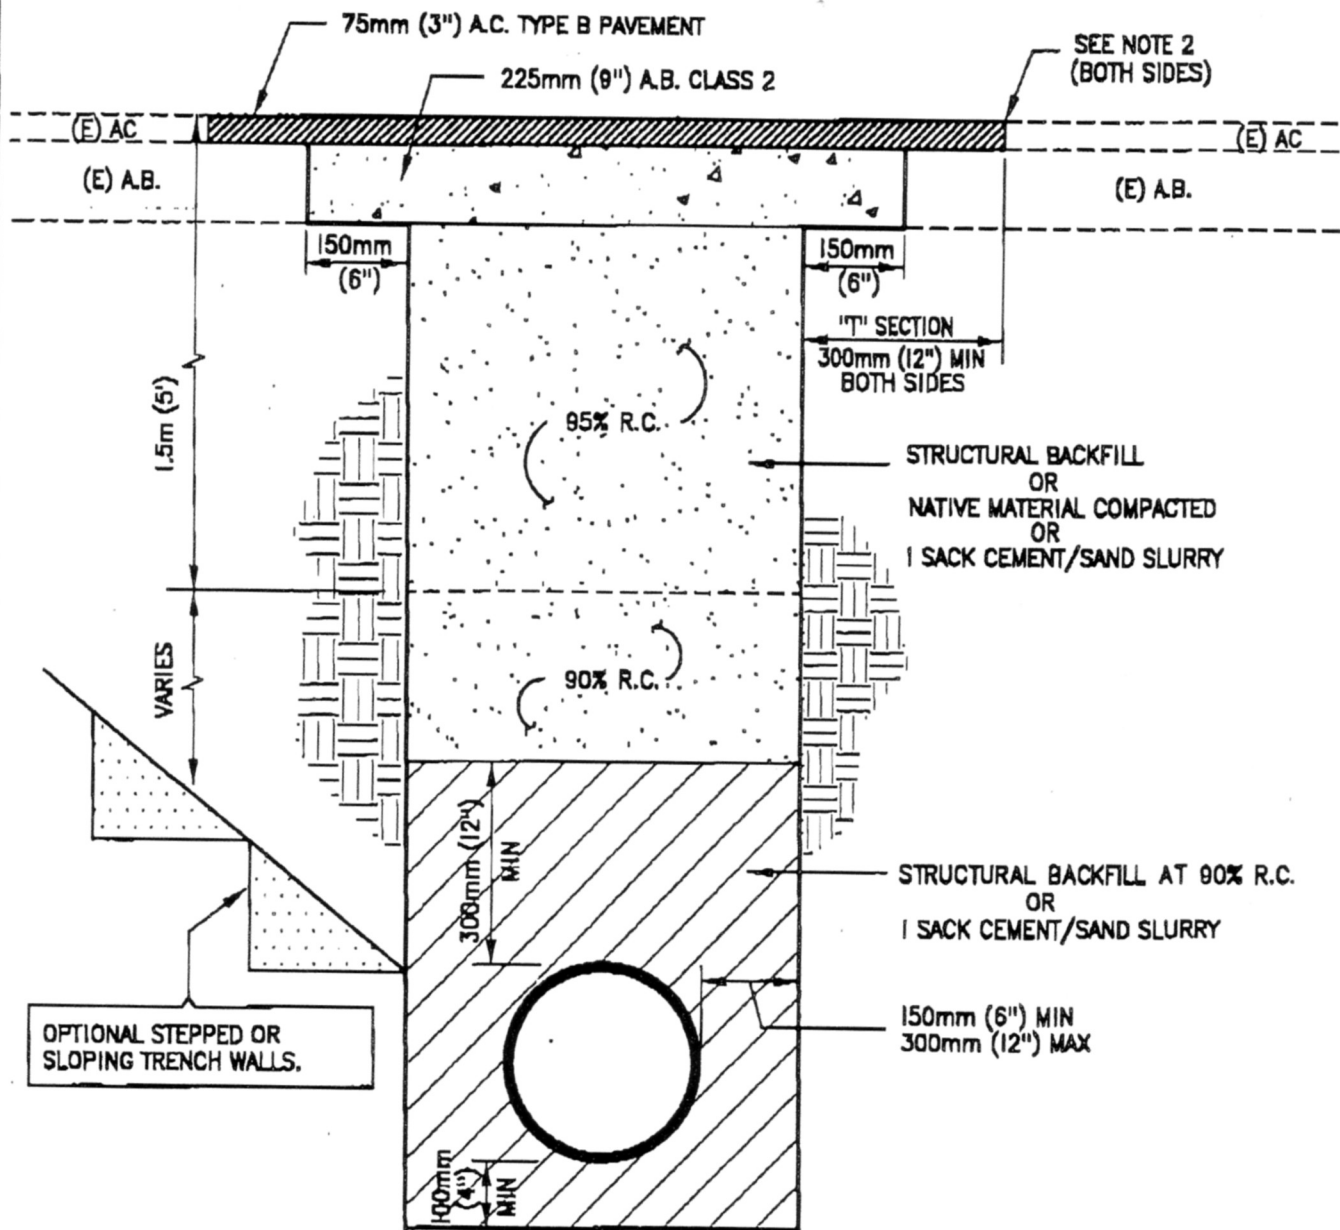 75mm (3") A.C. TYPE B PAVEMENT
SEE NOTE 2
(BOTH SIDES)
225mm (9") A.B. CLASS 2
(E) AC
(E) AC
(E) A.B.
(E) A.B.
150mm
(6")
150mm
(6")
"T" SECTION
300mm (12") MIN
BOTH SIDES
1.5m (5')
95% R.C.
STRUCTURAL BACKFILL
OR
NATIVE MATERIAL COMPACTED
OR
1 SACK CEMENT/SAND SLURRY
VARIES
90% R.C.
300mm (12")
MIN
STRUCTURAL BACKFILL AT 90% R.C.
OR
1 SACK CEMENT/SAND SLURRY
150mm (6") MIN
300mm (12") MAX
OPTIONAL STEPPED OR
SLOPING TRENCH WALLS.
100mm
(4")
MIN